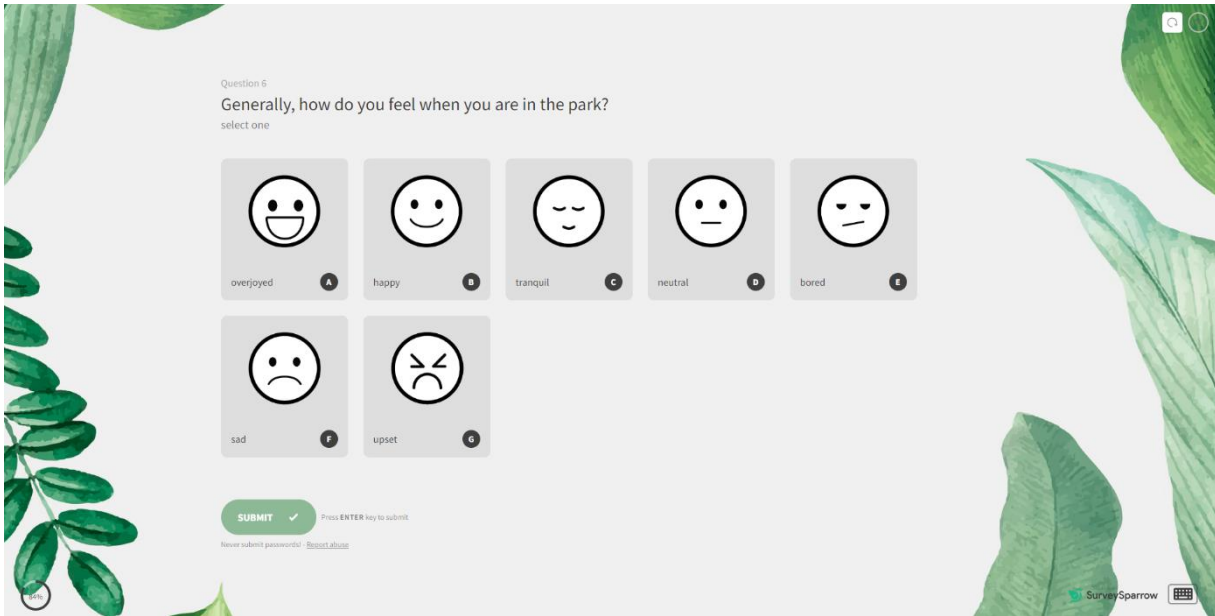 Question 6
Generally, how do you feel when you are in the park?
select one
overjoyed A
happy B
tranquil C
neutral D
bored E
sad F
upset G
SUBMIT Press ENTER key to submit
Never submit passwords! - Report abuse
84%
SurveySparrow